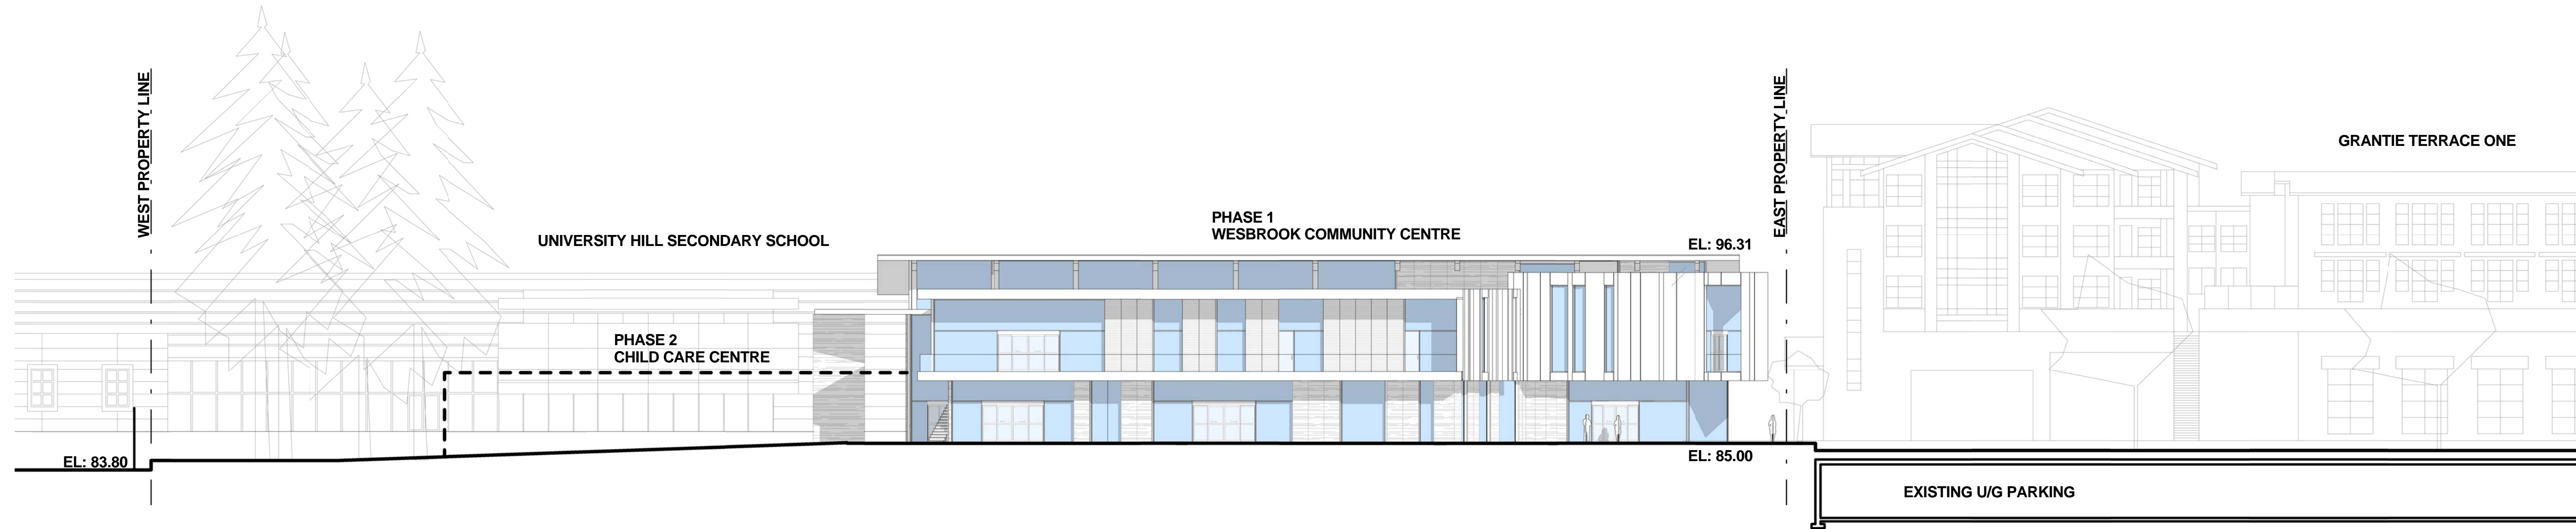 WEST PROPERTY LINE
EAST PROPERTY LINE
GRANTIE TERRACE ONE
PHASE 1
WESBROOK COMMUNITY CENTRE
UNIVERSITY HILL SECONDARY SCHOOL
EL: 96.31
PHASE 2
CHILD CARE CENTRE
EL: 83.80
EL: 85.00
EXISTING U/G PARKING